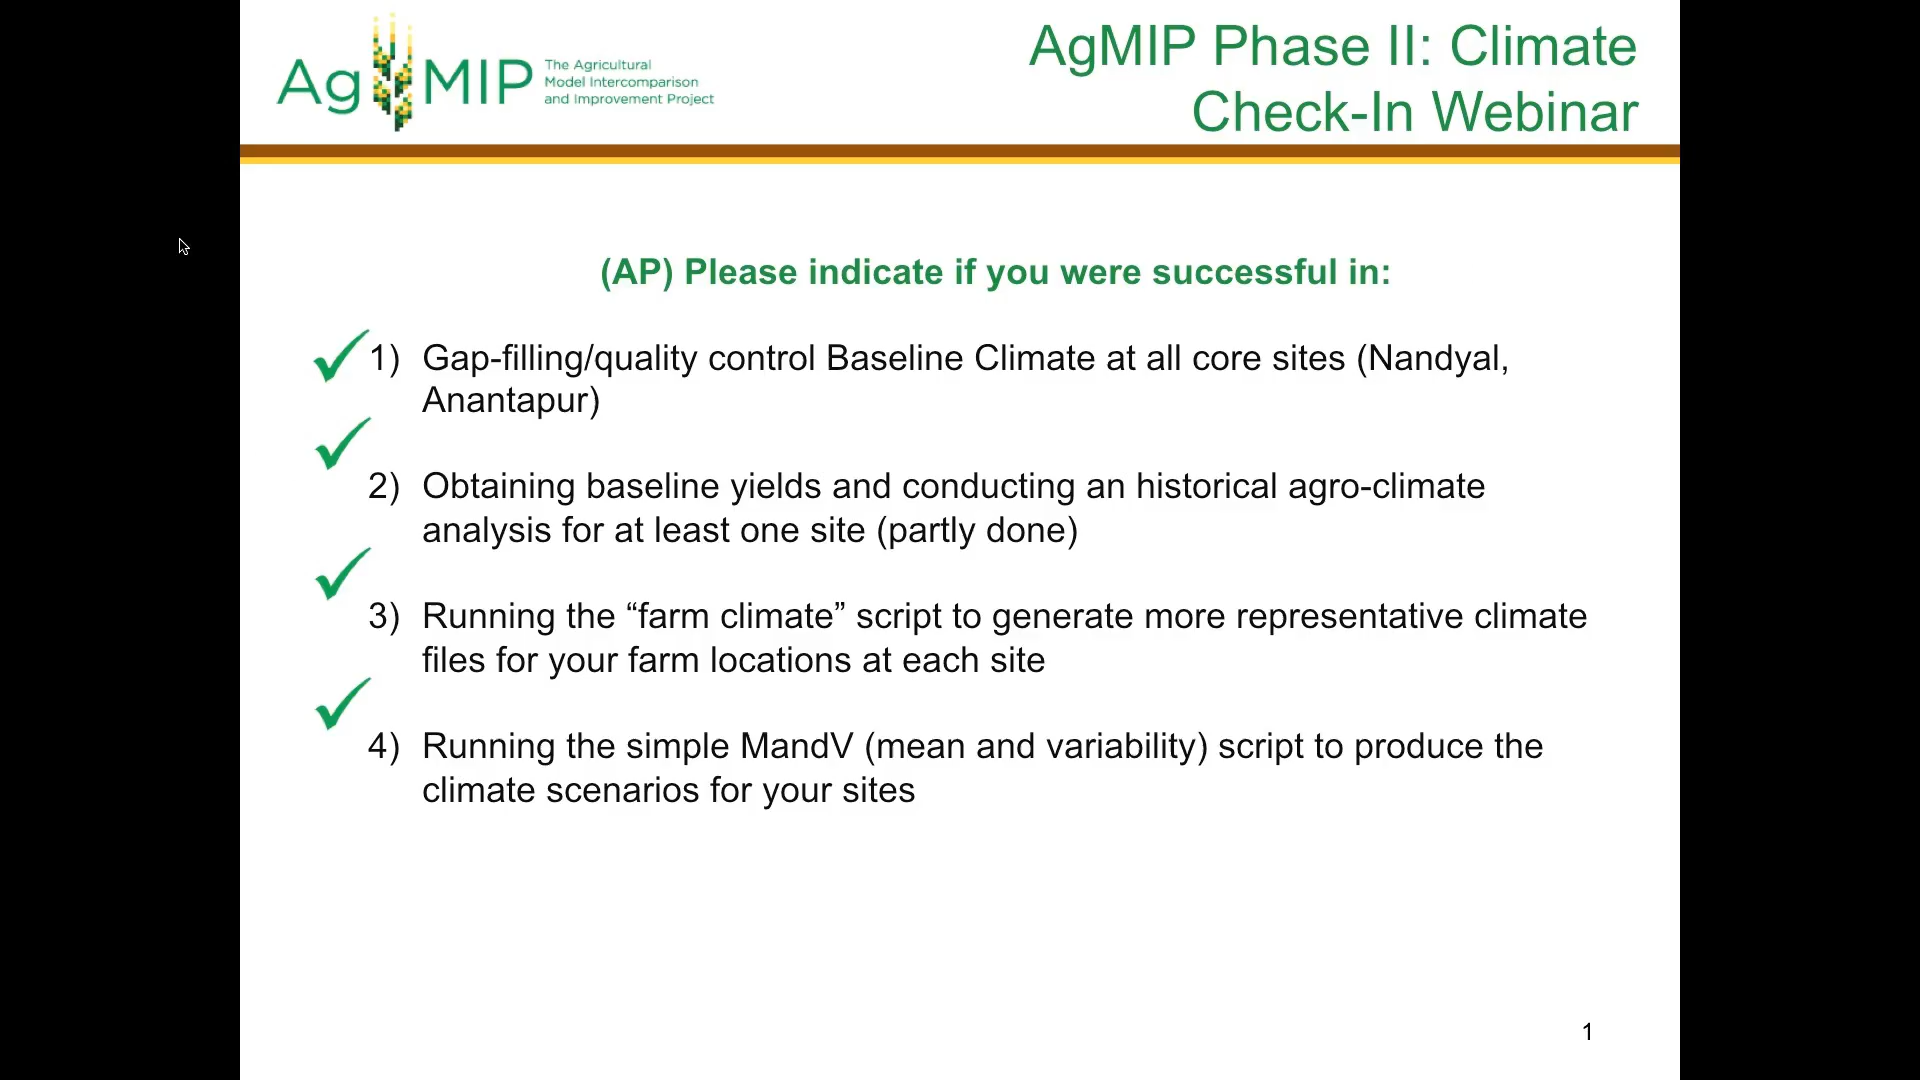 AgMIP
The Agricultural
Model Intercomparison
and Improvement Project
AgMIP Phase II: Climate
Check-In Webinar
(AP) Please indicate if you were successful in:
1) Gap-filling/quality control Baseline Climate at all core sites (Nandyal,
Anantapur)
2) Obtaining baseline yields and conducting an historical agro-climate
analysis for at least one site (partly done)
3) Running the “farm climate” script to generate more representative climate
files for your farm locations at each site
4) Running the simple MandV (mean and variability) script to produce the
climate scenarios for your sites
1